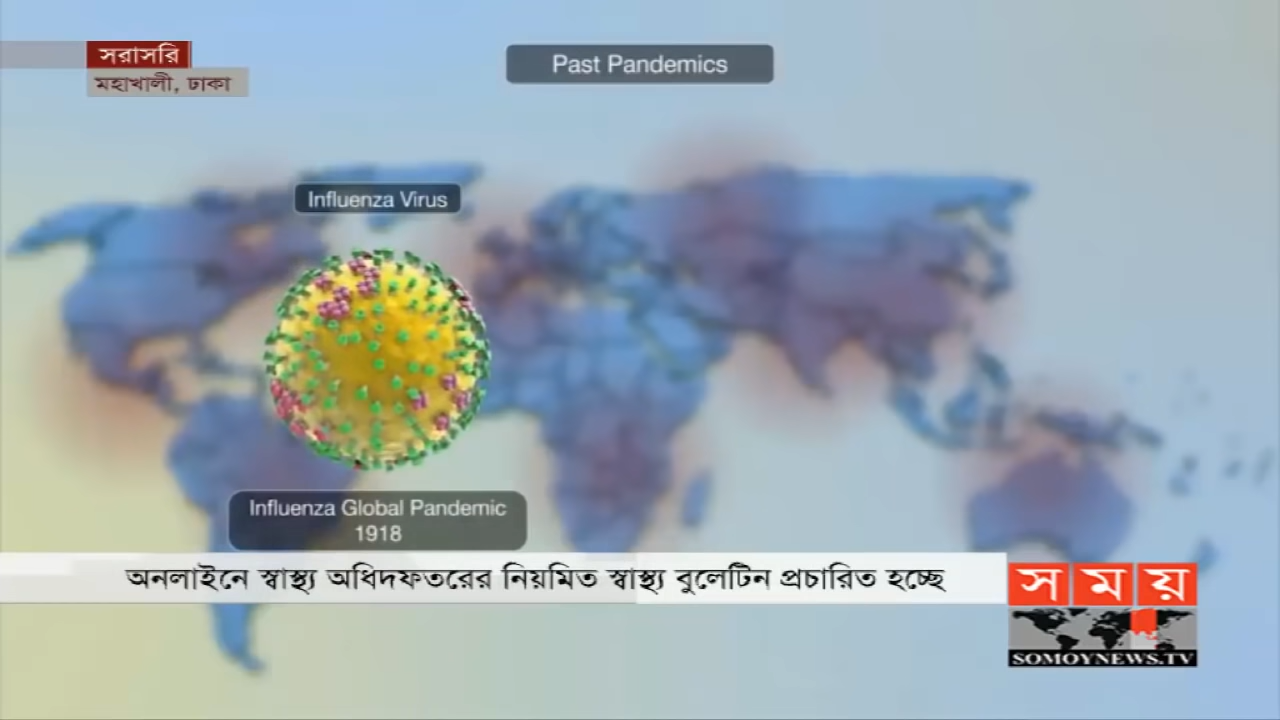 সরাসরি
মহাখালী, ঢাকা
Past Pandemics
Influenza Virus
Influenza Global Pandemic
1918
অনলাইনে স্বাস্থ্য অধিদফতরের নিয়মিত স্বাস্থ্য বুলেটিন প্রচারিত হচ্ছে
সময়
SOMOYNEWS.TV